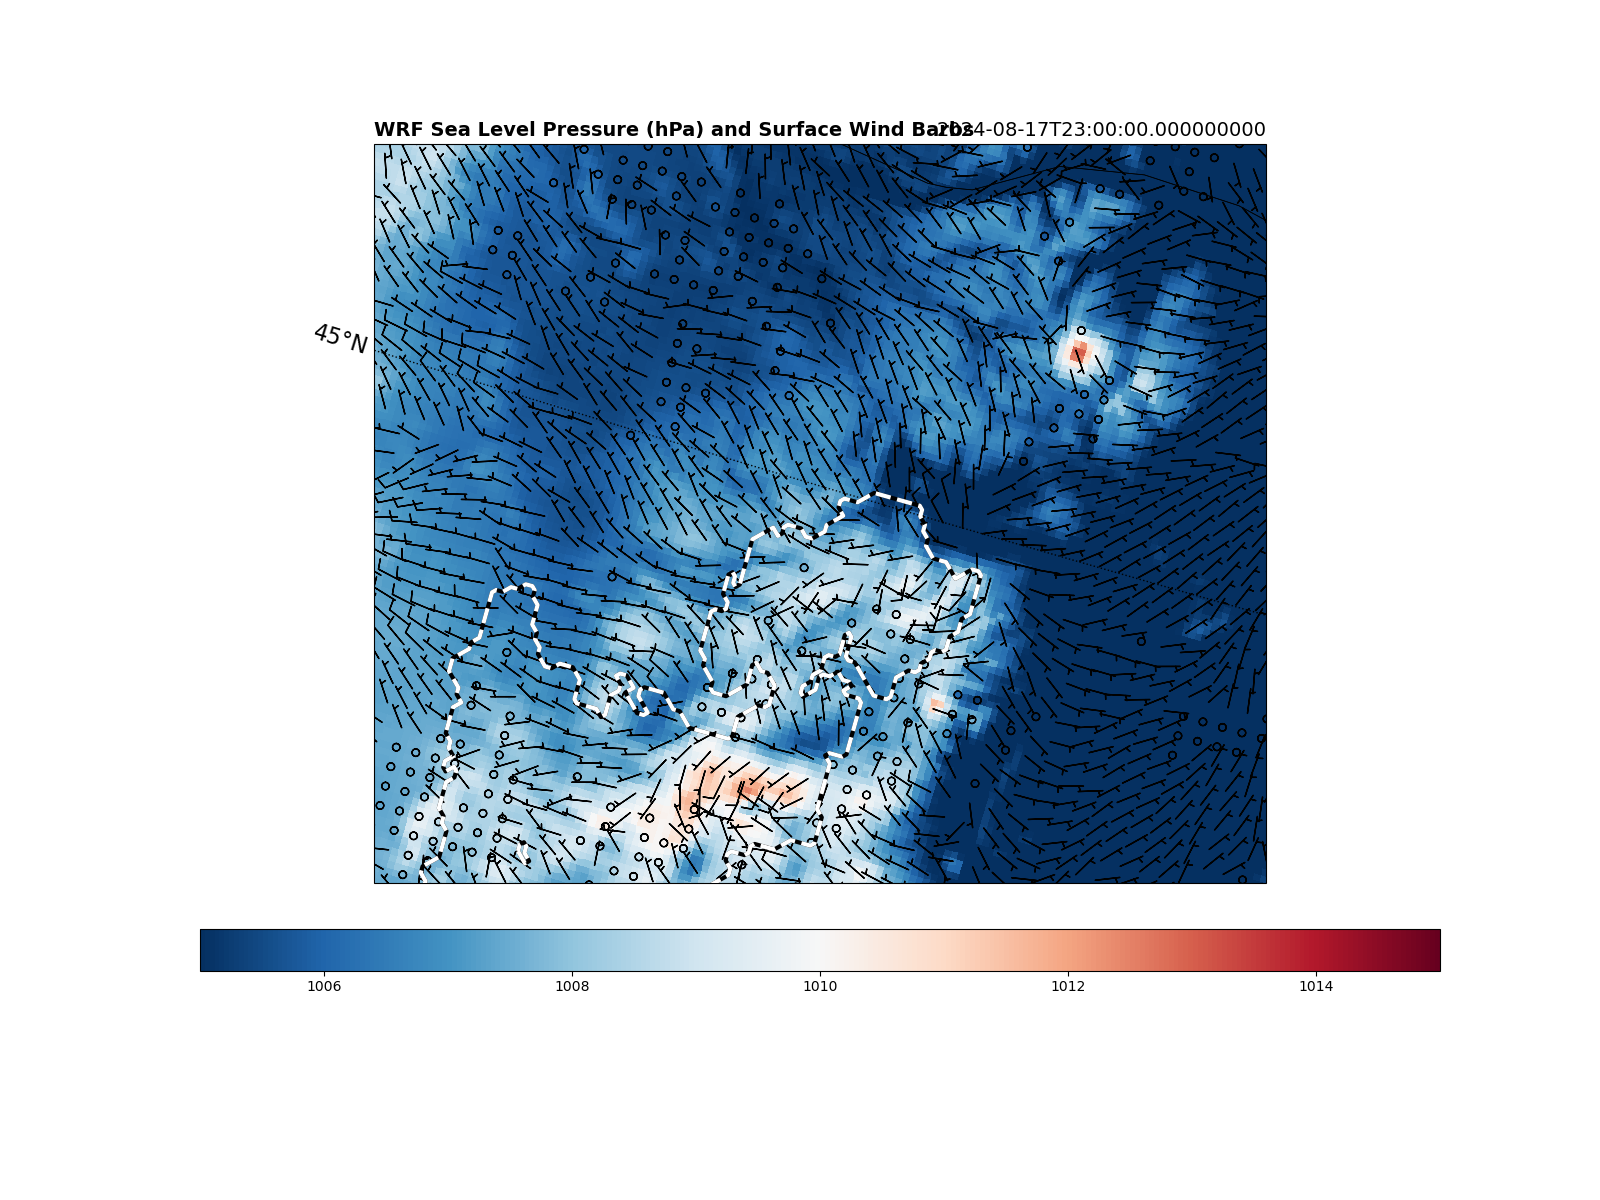 WRF Sea Level Pressure (hPa) and Surface Wind Barbs
2024-08-17T23:00:00.000000000
45°N
1006 1008 1010 1012 1014